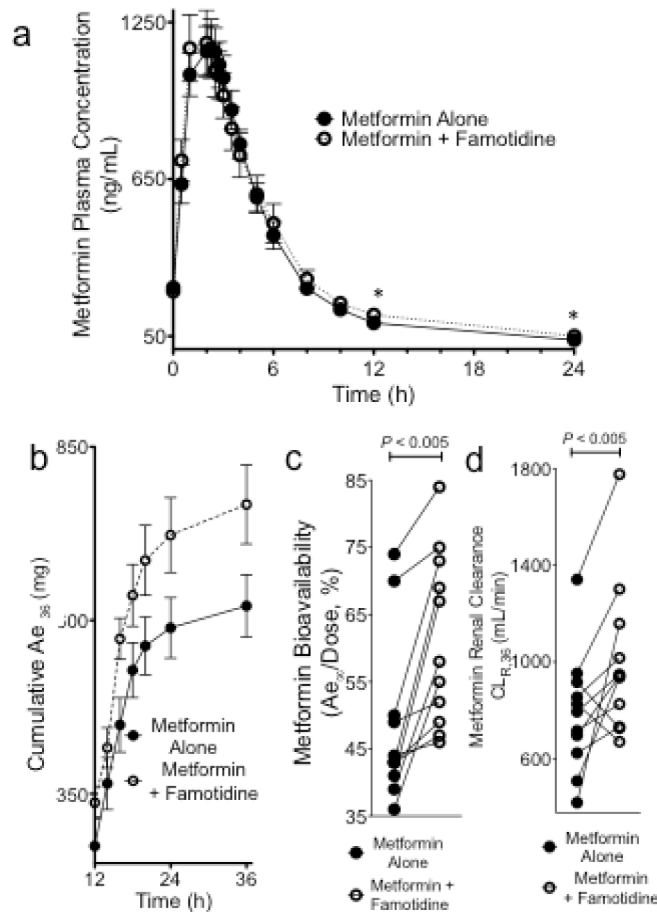 a
1250
650
50
Metformin Plasma Concentration
(ng/mL)
Metformin Alone
Metformin + Famotidine
*
*
0 6 12 18 24
Time (h)
b
850
600
350
Cumulative Ae 36 (mg)
Metformin
Alone
Metformin
+ Famotidine
12 24 36
Time (h)
c
P < 0.005
85
75
65
55
45
35
Metformin Bioavailability
(Ae∞/Dose, %)
Metformin
Alone
Metformin +
Famotidine
d
P < 0.005
1800
1400
1000
600
Metformin Renal Clearance
CLR,36 (mL/min)
Metformin
Alone
Metformin
+ Famotidine